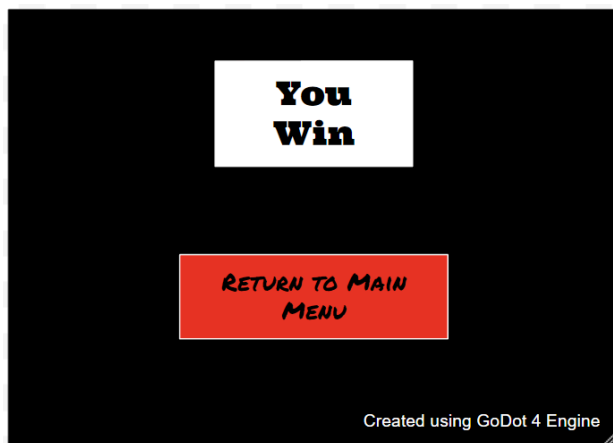 You
Win
Return to Main
Menu
Created using GoDot 4 Engine